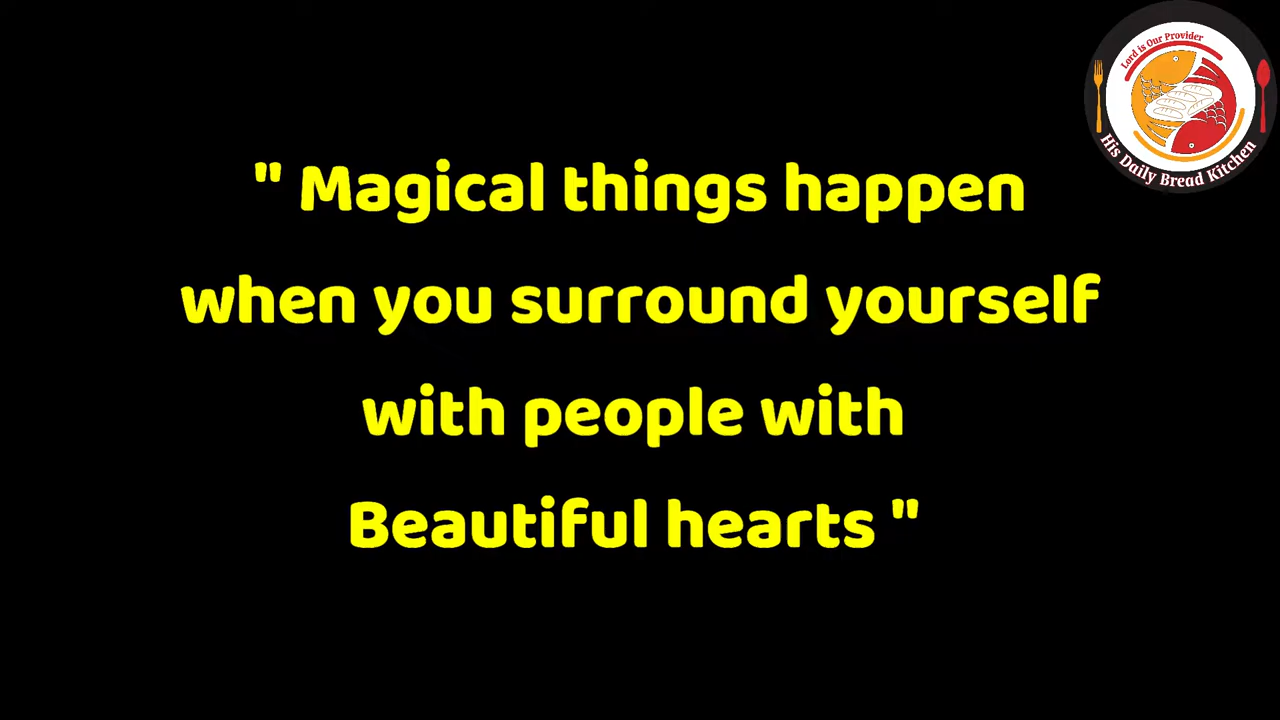 Lord is Our Provider
His Daily Bread Kitchen
" Magical things happen
when you surround yourself
with people with
Beautiful hearts "